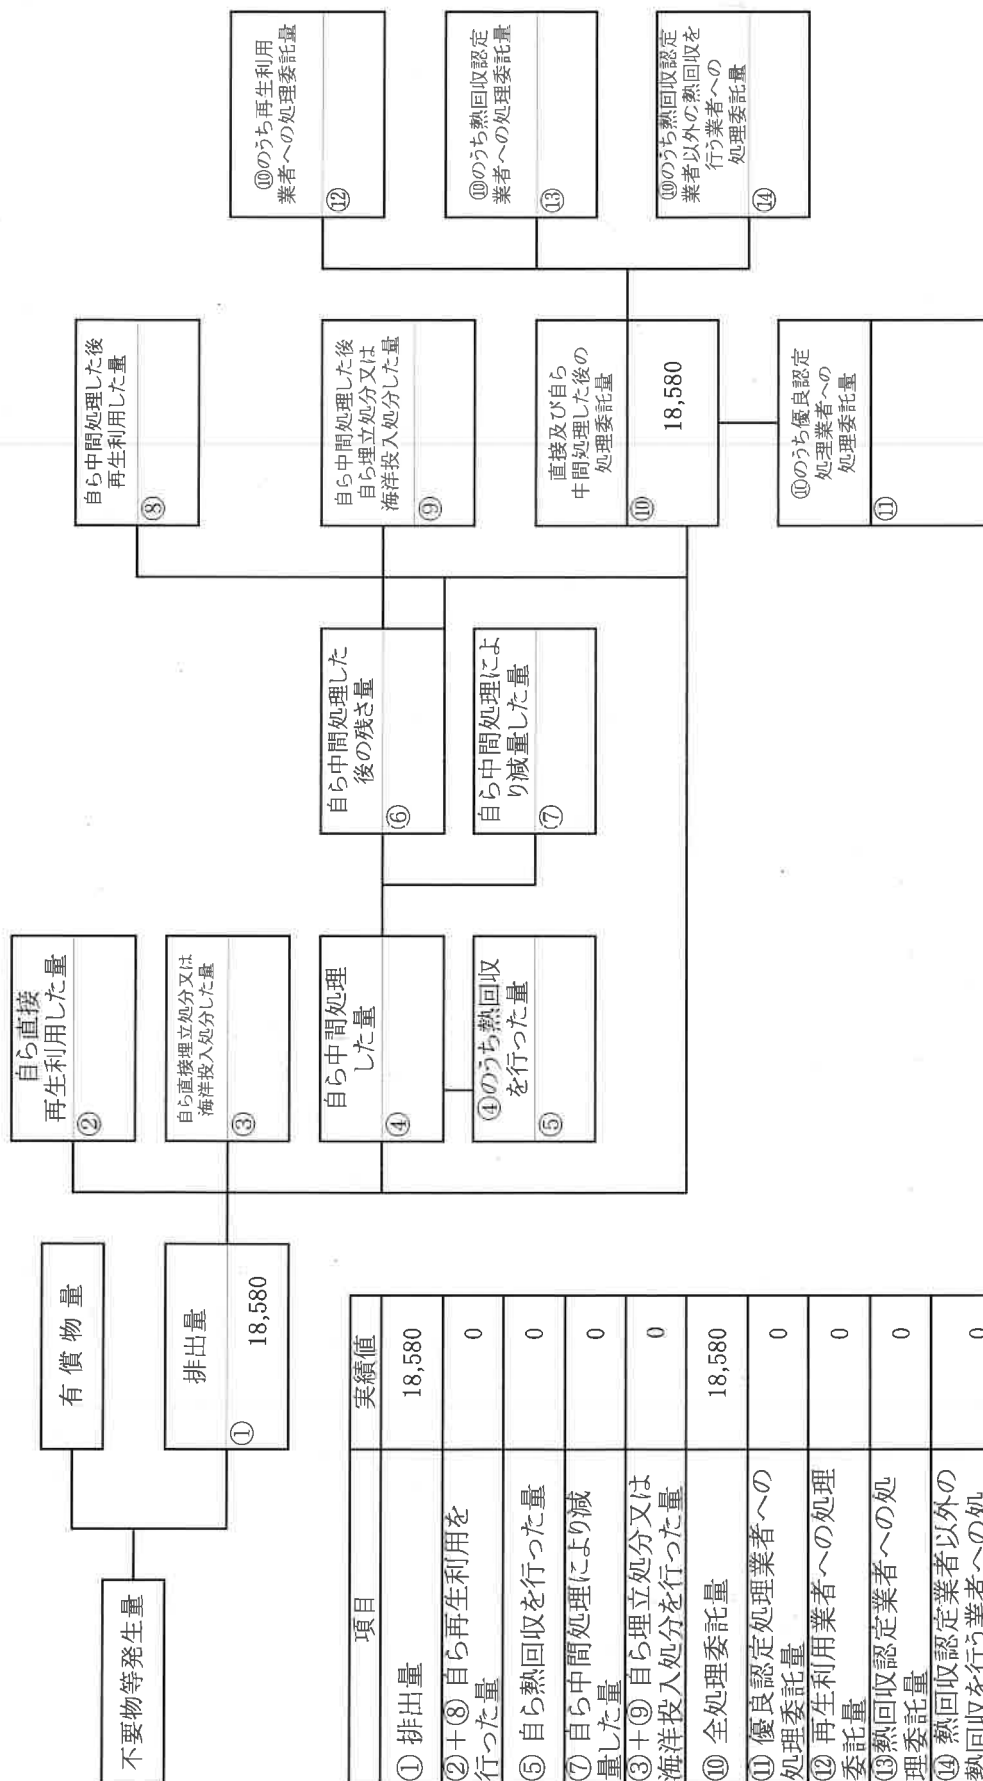 不要物等発生量
有 償 物 量
排出量
①
18,580
自ら直接
再生利用した量
②
自ら直接埋立処分又は
海洋投入処分した量
③
自ら中間処理
した量
④
④のうち熱回収
を行った量
⑤
自ら中間処理した
後の残さ量
⑥
自ら中間処理によ
り減量した量
⑦
自ら中間処理した後
再生利用した量
⑧
自ら中間処理した後
自ら埋立処分又は
海洋投入処分した量
⑨
直接及び自ら
中間処理した後の
処理委託量
⑩
18,580
⑩のうち優良認定
処理業者への
処理委託量
⑪
⑩のうち再生利用
業者への処理委託量
⑫
⑩のうち熱回収認定
業者への処理委託量
⑬
⑩のうち熱回収認定
業者以外の熱回収を
行う業者への
処理委託量
⑭
項目 実績値
① 排出量 18,580
②+⑧ 自ら再生利用を
行った量 0
⑤ 自ら熱回収を行った量 0
⑦ 自ら中間処理により減
量した量 0
③+⑨ 自ら埋立処分又は
海洋投入処分を行った量 0
⑩ 全処理委託量 18,580
⑪ 優良認定処理業者への
処理委託量 0
⑫ 再生利用業者への処理
委託量 0
⑬熱回収認定業者への処
理委託量 0
⑭ 熱回収認定業者以外の
熱回収を行う業者への処 0